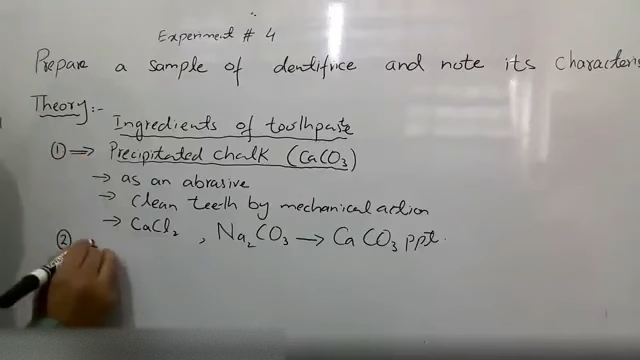 Experiment # 4
Prepare a sample of dentifrice and note its characteris
Theory:-
Ingredients of toothpaste
① ⇒ Precipitated chalk (CaCO₃)
→ as an abrasive
→ clean teeth by mechanical action
→ CaCl₂ , Na₂CO₃ → CaCO₃ ppt.
②